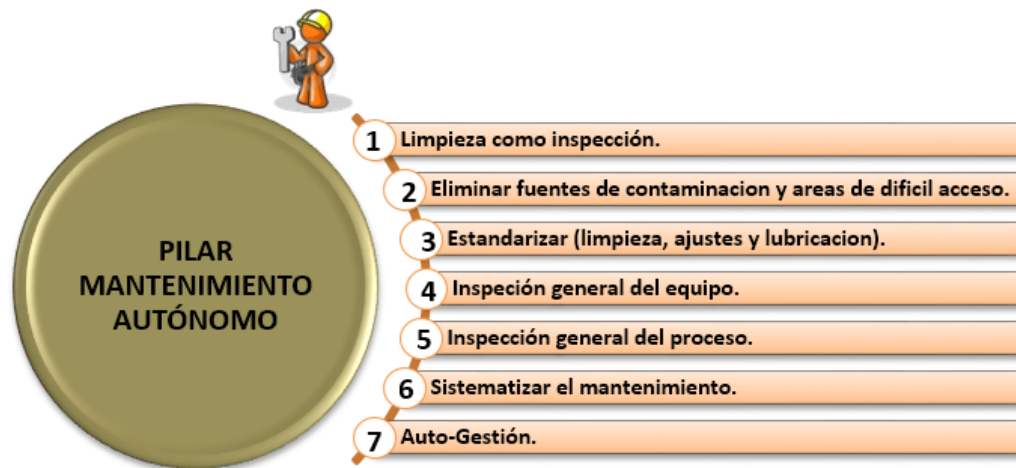 PILAR
MANTENIMIENTO
AUTÓNOMO
1 Limpieza como inspección.
2 Eliminar fuentes de contaminacion y areas de dificil acceso.
3 Estandarizar (limpieza, ajustes y lubricacion).
4 Inspeción general del equipo.
5 Inspección general del proceso.
6 Sistematizar el mantenimiento.
7 Auto-Gestión.